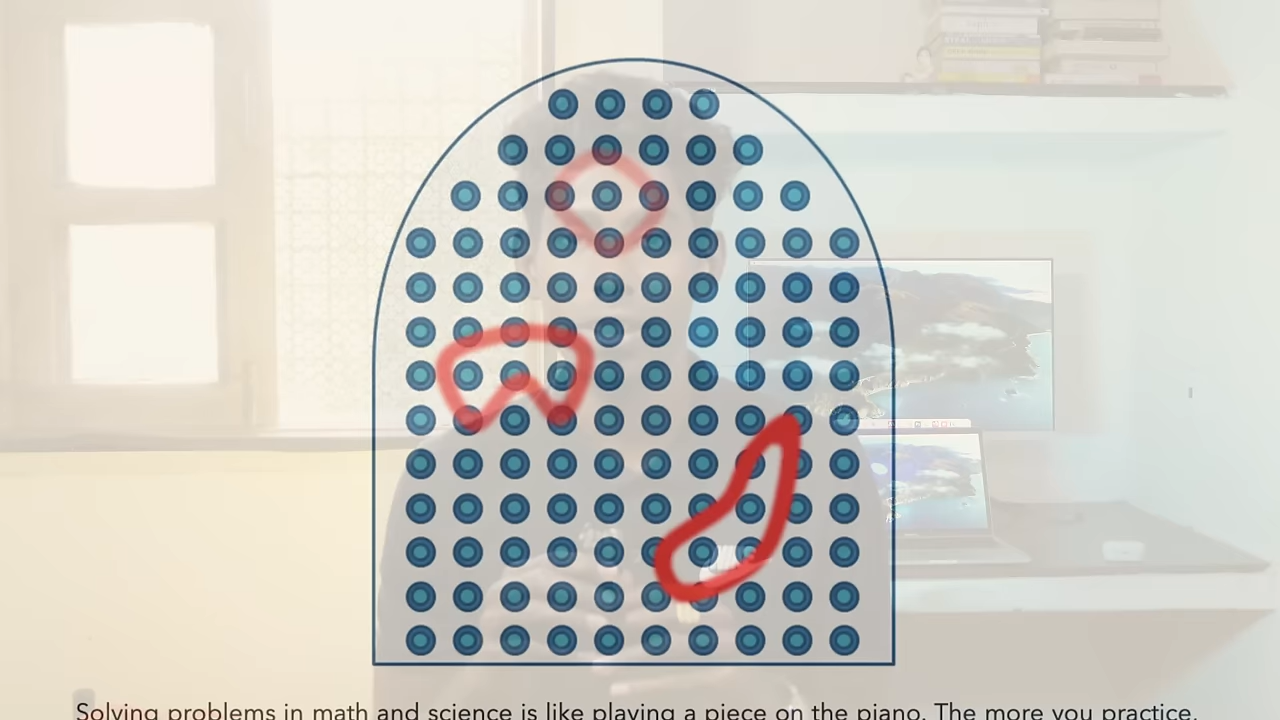 Solving problems in math and science is like playing a piece on the piano. The more you practice,